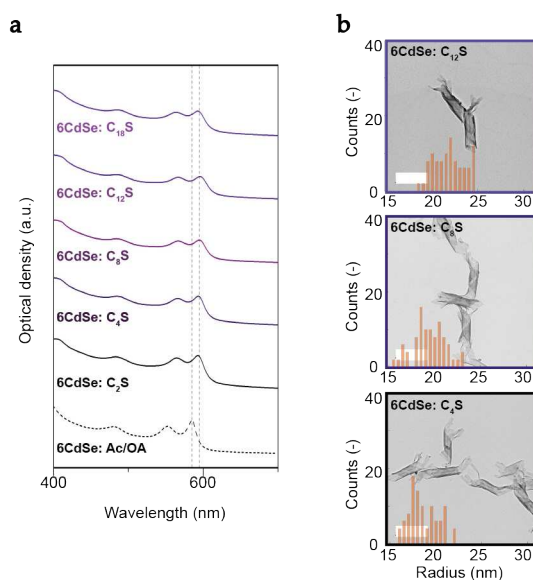 a
Optical density (a.u.)
6CdSe: C18S
6CdSe: C12S
6CdSe: C8S
6CdSe: C4S
6CdSe: C2S
6CdSe: Ac/OA
400
600
Wavelength (nm)
b
6CdSe: C12S
Counts (-)
40
20
0
15
20
25
30
6CdSe: C8S
Counts (-)
40
20
0
15
20
25
30
6CdSe: C4S
Counts (-)
40
20
0
15
20
25
30
Radius (nm)